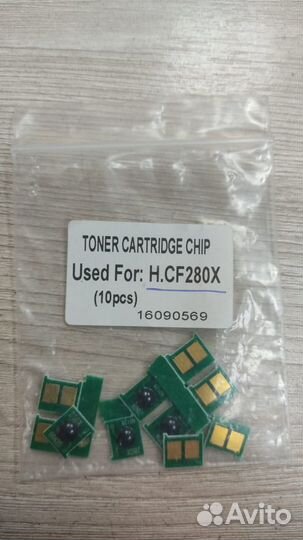 TONER CARTRIDGE CHIP
Used For: H.CF280X
(10pcs)
16090569
Avito